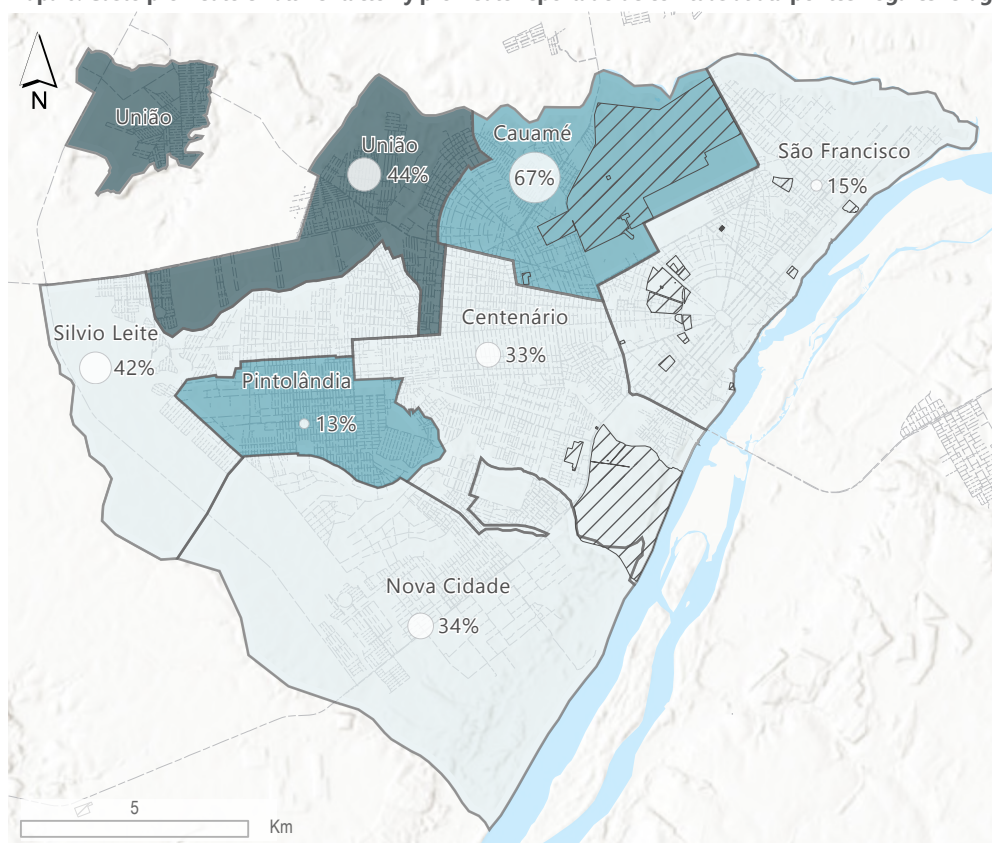 N
União
União
44%
Cauamé
67%
São Francisco
15%
Silvio Leite
42%
Centenário
33%
Pintolândia
13%
Nova Cidade
34%
5
Km